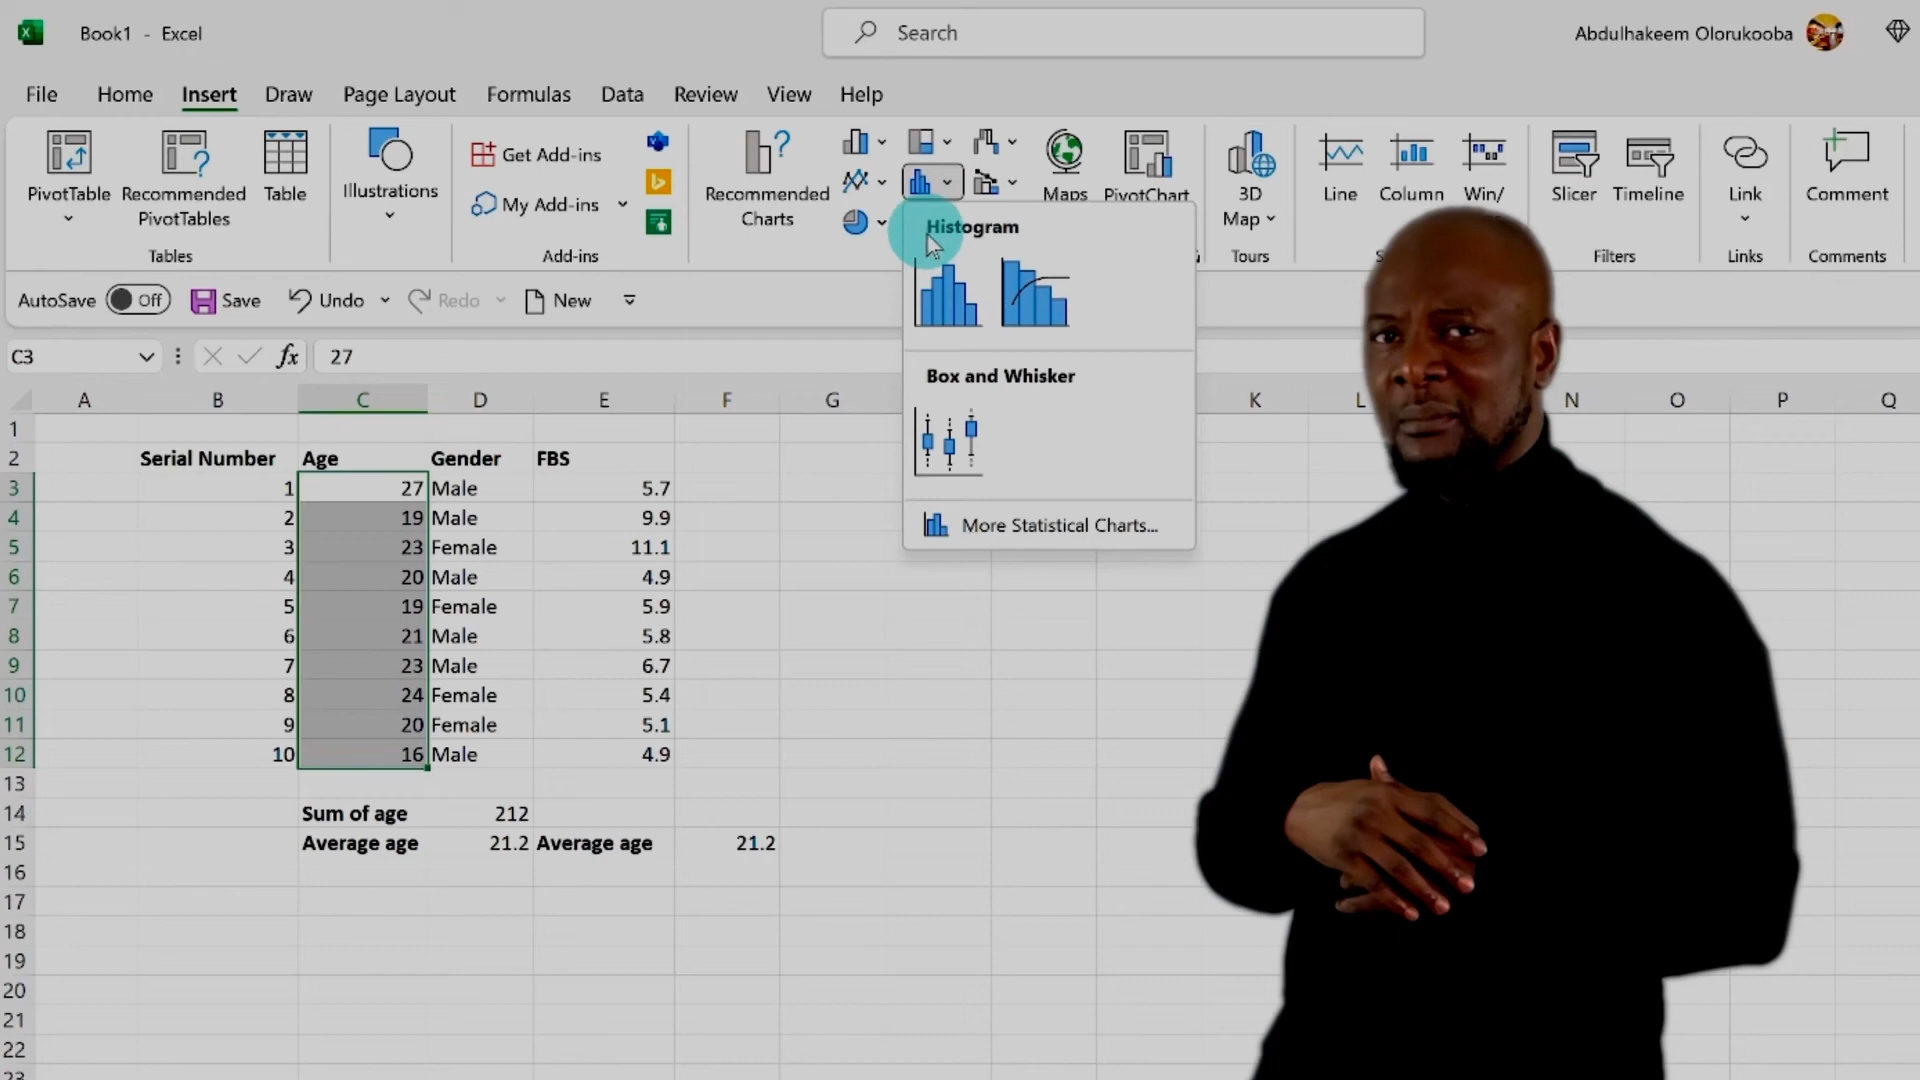 Book1 - Excel
Search
Abdulhakeem Olorukooba
File Home Insert Draw Page Layout Formulas Data Review View Help
PivotTable
Recommended
PivotTables
Table
Tables
Illustrations
Get Add-ins
My Add-ins
Add-ins
Recommended
Charts
Maps
PivotChart
3D
Map
Tours
Line
Column
Win/
Slicer
Timeline
Filters
Link
Links
Comment
Comments
AutoSave Off Save Undo Redo New
C3 fx 27
Histogram
Box and Whisker
More Statistical Charts...
A B C D E F G K L N O P Q
1
2 Serial Number Age Gender FBS
3 1 27 Male 5.7
4 2 19 Male 9.9
5 3 23 Female 11.1
6 4 20 Male 4.9
7 5 19 Female 5.9
8 6 21 Male 5.8
9 7 23 Male 6.7
10 8 24 Female 5.4
11 9 20 Female 5.1
12 10 16 Male 4.9
13
14 Sum of age 212
15 Average age 21.2 Average age 21.2
16
17
18
19
20
21
22
23